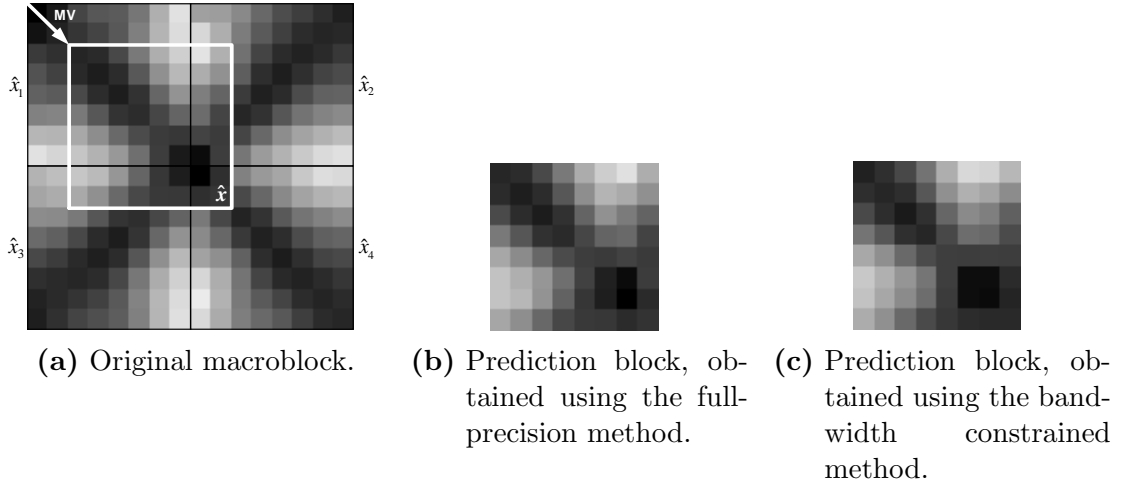 MV
x̂₁
x̂₂
x̂
x̂₃
x̂₄
(a) Original macroblock.
(b) Prediction block, ob-
tained using the full-
precision method.
(c) Prediction block, ob-
tained using the band-
width constrained
method.